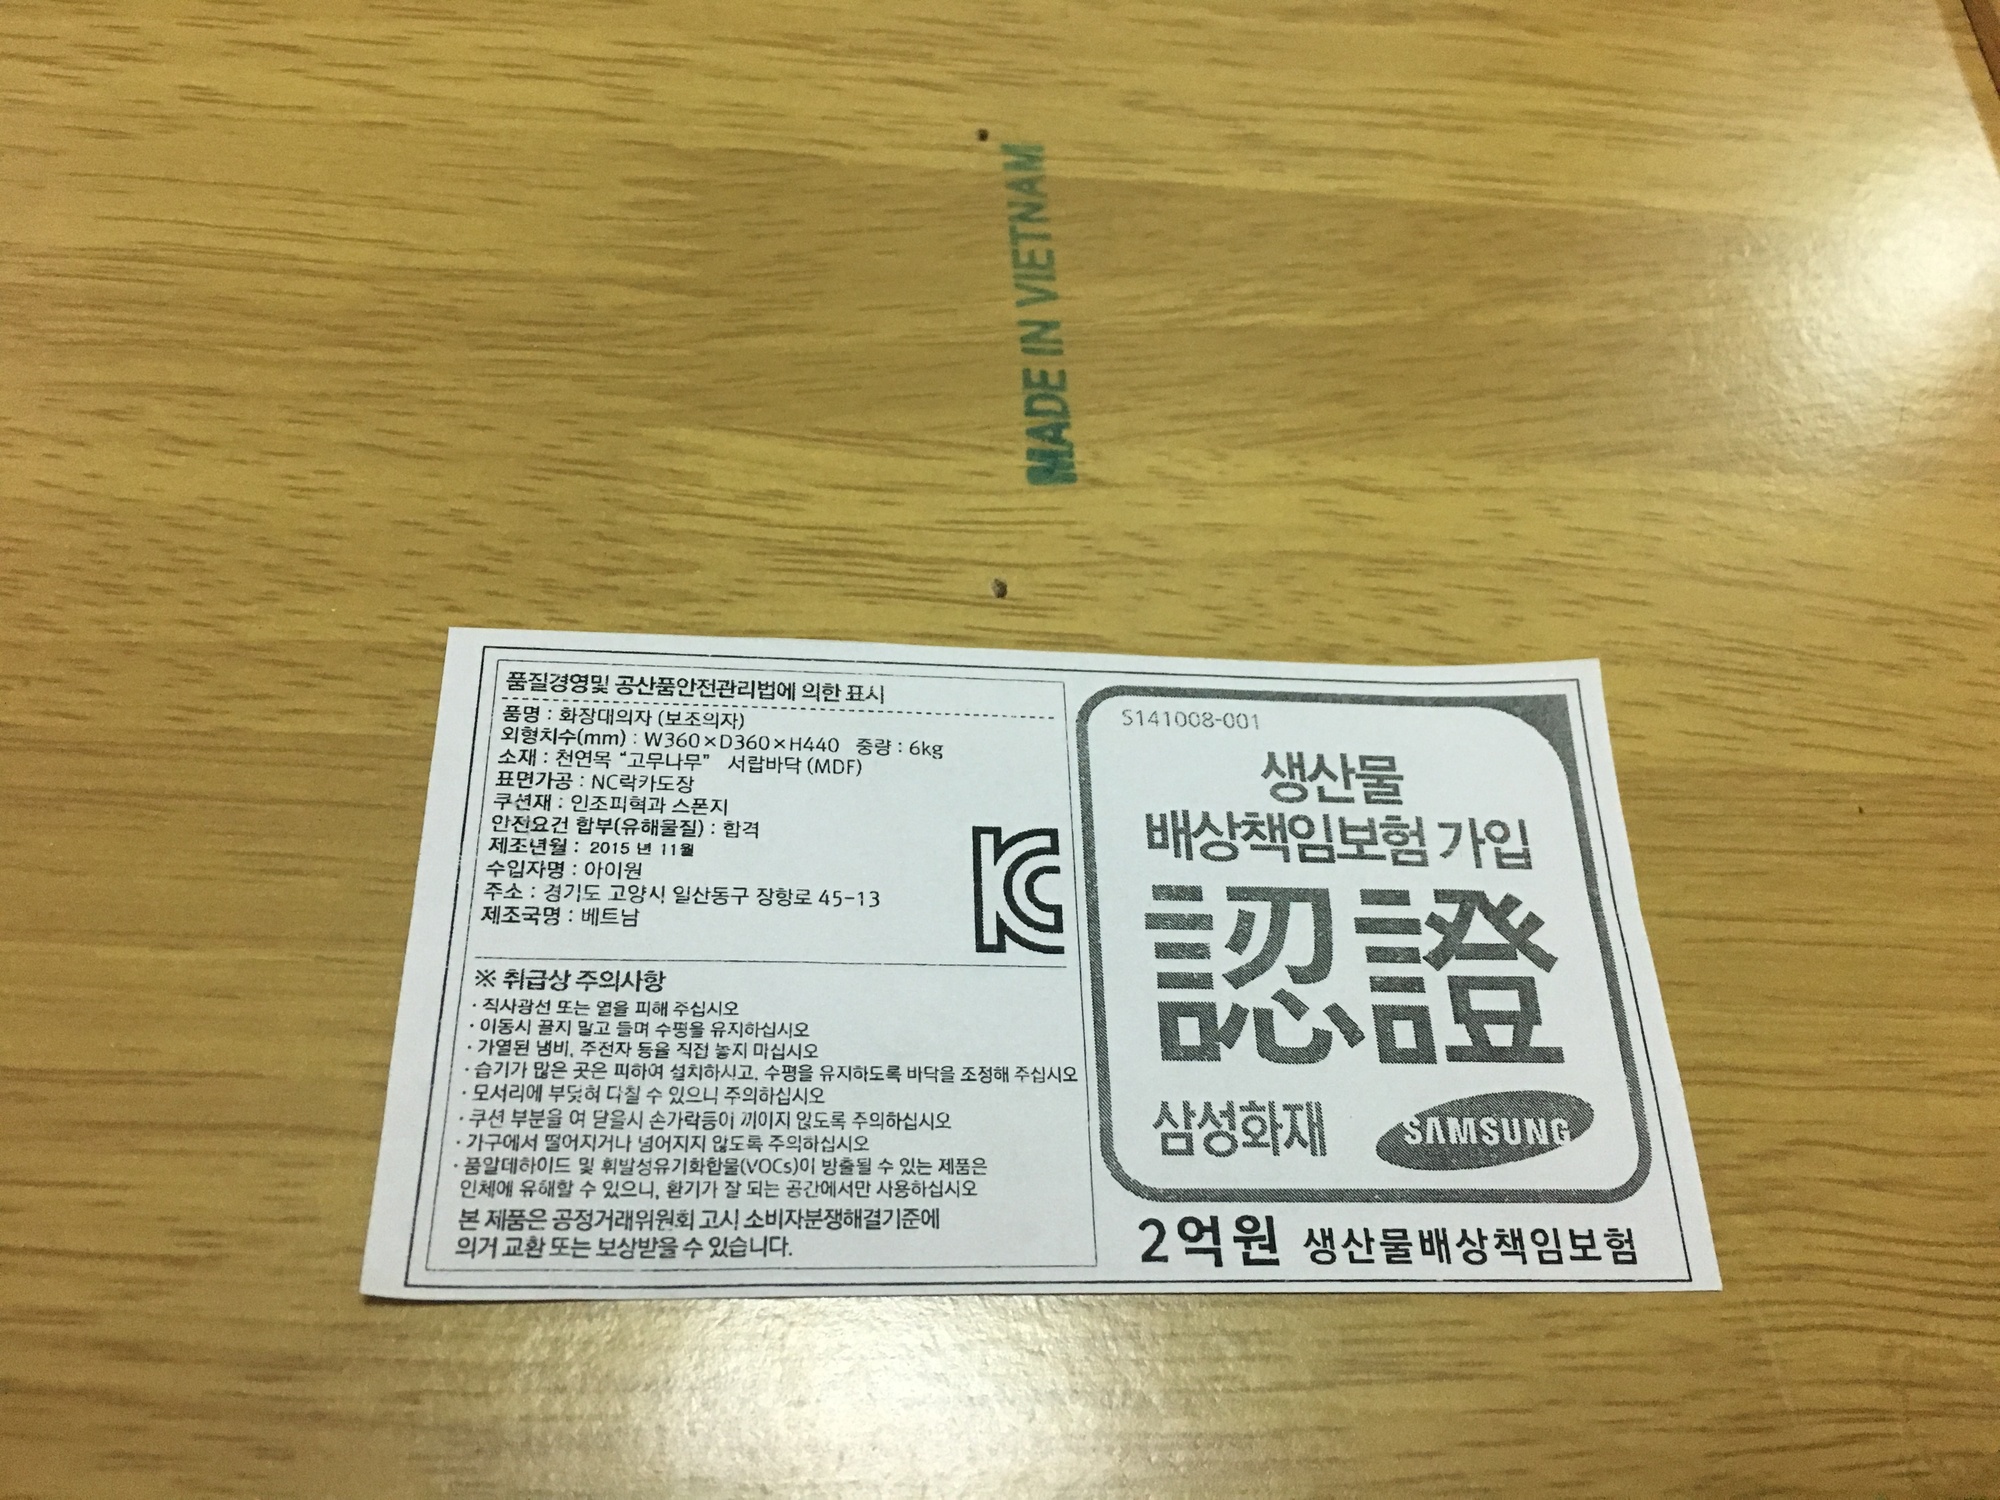 MADE IN VIETNAM
품질경영및 공산품안전관리법에 의한 표시
품명 : 화장대의자 (보조의자)
외형치수(mm) : W360×D360×H440 중량 : 6kg
소재 : 천연목 "고무나무" 서랍바닥 (MDF)
표면가공 : NC락카도장
쿠션재 : 인조피혁과 스폰지
안전요건 합부(유해물질) : 합격
제조년월 : 2015 년 11월
수입자명 : 아이원
주소 : 경기도 고양시 일산동구 장항로 45-13
제조국명 : 베트남
※ 취급상 주의사항
· 직사광선 또는 열을 피해 주십시오
· 이동시 끌지 말고 들며 수평을 유지하십시오
· 가열된 냄비, 주전자 등을 직접 놓지 마십시오
· 습기가 많은 곳은 피하여 설치하시고, 수평을 유지하도록 바닥을 조정해 주십시오
· 모서리에 부딪혀 다칠 수 있으니 주의하십시오
· 쿠션 부분을 여 닫을시 손가락등이 끼이지 않도록 주의하십시오
· 가구에서 떨어지거나 넘어지지 않도록 주의하십시오
· 품알데하이드 및 휘발성유기화합물(VOCs)이 방출될 수 있는 제품은
인체에 유해할 수 있으니, 환기가 잘 되는 공간에서만 사용하십시오
본 제품은 공정거래위원회 고시 소비자분쟁해결기준에
의거 교환 또는 보상받을 수 있습니다.
S141008-001
생산물
배상책임보험 가입
認證
삼성화재 SAMSUNG
2억원 생산물배상책임보험